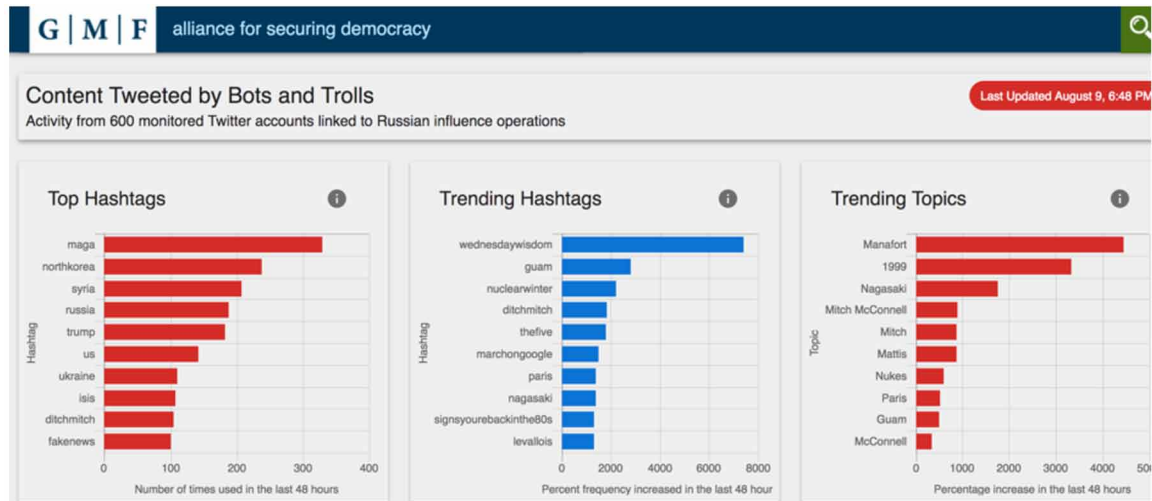 G | M | F alliance for securing democracy
Content Tweeted by Bots and Trolls
Last Updated August 9, 6:48 PM
Activity from 600 monitored Twitter accounts linked to Russian influence operations
Top Hashtags
Hashtag
maga
northkorea
syria
russia
trump
us
ukraine
isis
ditchmitch
fakenews
0 100 200 300 400
Number of times used in the last 48 hours
Trending Hashtags
Hashtag
wednesdaywisdom
guam
nuclearwinter
ditchmitch
thefive
marchongoogle
paris
nagasaki
signsyourebackinthe80s
levallois
0 2000 4000 6000 8000
Percent frequency increased in the last 48 hour
Trending Topics
Topic
Manafort
1999
Nagasaki
Mitch McConnell
Mitch
Mattis
Nukes
Paris
Guam
McConnell
0 1000 2000 3000 4000 500
Percentage increase in the last 48 hours